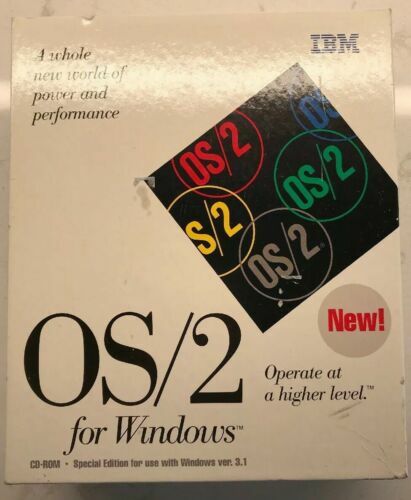 A whole
new world of
power and
performance
IBM
OS/2
OS/2
OS/2
S/2
OS/2®
New!
OS/2
for Windows™
Operate at
a higher level.™
CD-ROM • Special Edition for use with Windows ver. 3.1